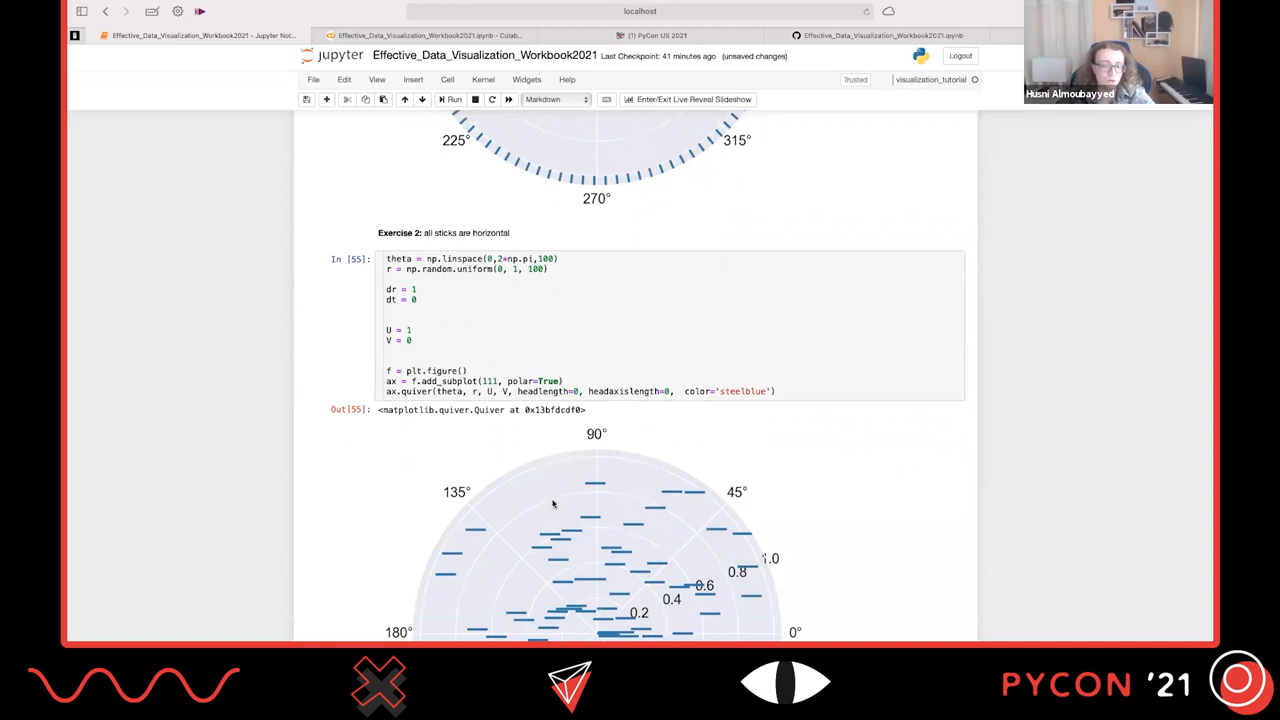 localhost
Effective_Data_Visualization_Workbook2021 - Jupyter Not...
Effective_Data_Visualization_Workbook2021.ipynb - Colab...
PyCon US 2021
Effective_Data_Visualization_Workbook2021.ipynb
jupyter Effective_Data_Visualization_Workbook2021 Last Checkpoint: 41 minutes ago (unsaved changes)
Logout
File Edit View Insert Cell Kernel Widgets Help
Trusted visualization_tutorial
Run Markdown Enter/Exit Live Reveal Slideshow
Husni Almoubayyed
225° 315°
270°
Exercise 2: all sticks are horizontal
In [55]:
theta = np.linspace(0,2*np.pi,100)
r = np.random.uniform(0, 1, 100)
dr = 1
dt = 0
U = 1
V = 0
f = plt.figure()
ax = f.add_subplot(111, polar=True)
ax.quiver(theta, r, U, V, headlength=0, headaxislength=0, color='steelblue')
Out[55]: <matplotlib.quiver.Quiver at 0x13bfdcdf0>
90°
135° 45°
1.0
0.8
0.6
0.4
0.2
180° 0°
PYCON '21